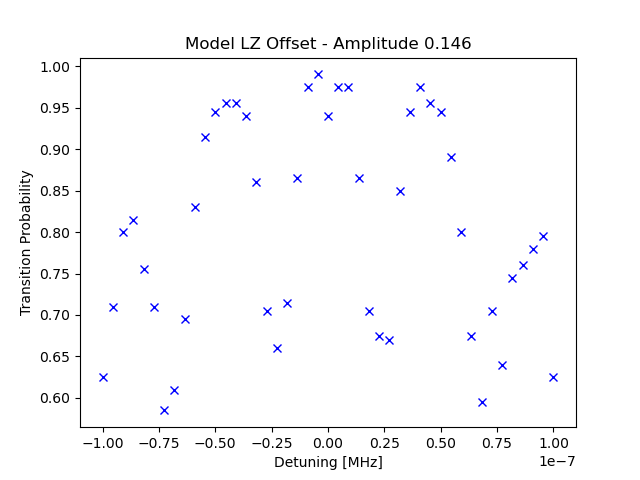 Model LZ Offset - Amplitude 0.146
Transition Probability
1.00
0.95
0.90
0.85
0.80
0.75
0.70
0.65
0.60
−1.00 −0.75 −0.50 −0.25 0.00 0.25 0.50 0.75 1.00
1e−7
Detuning [MHz]